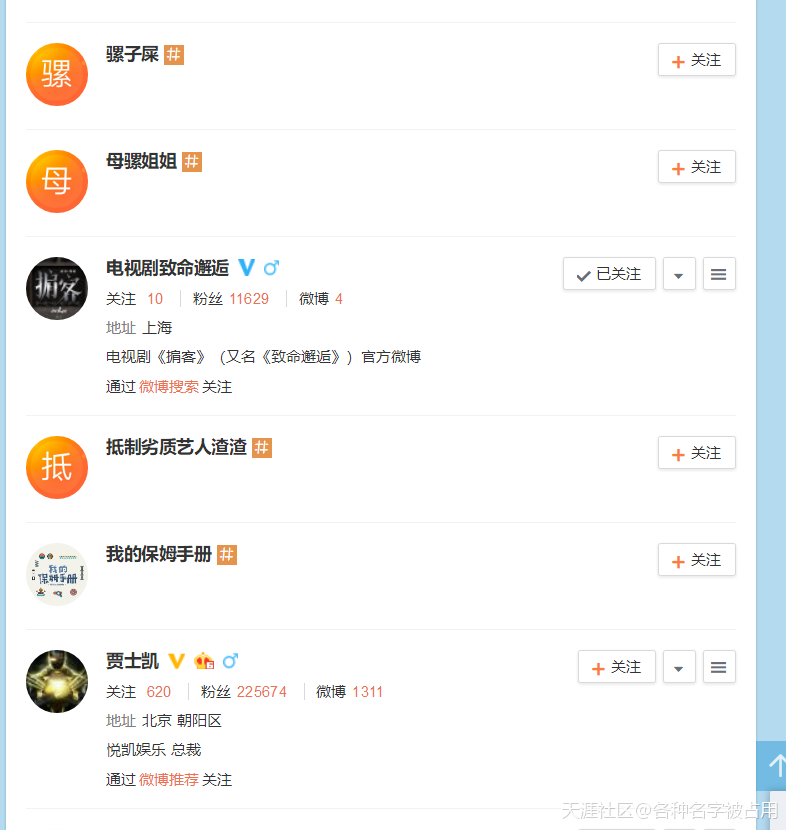 骡
骡子屎 #
+ 关注
母
母骡姐姐 #
+ 关注
掮客
电视剧致命邂逅 V
已关注
关注 10 粉丝 11629 微博 4
地址 上海
电视剧《掮客》（又名《致命邂逅》）官方微博
通过 微博搜索 关注
抵
抵制劣质艺人渣渣 #
+ 关注
我的
保姆手册
我的保姆手册 #
+ 关注
贾士凯 V
+ 关注
关注 620 粉丝 225674 微博 1311
地址 北京 朝阳区
悦凯娱乐 总裁
通过 微博推荐 关注
天涯社区@各种名字被占用